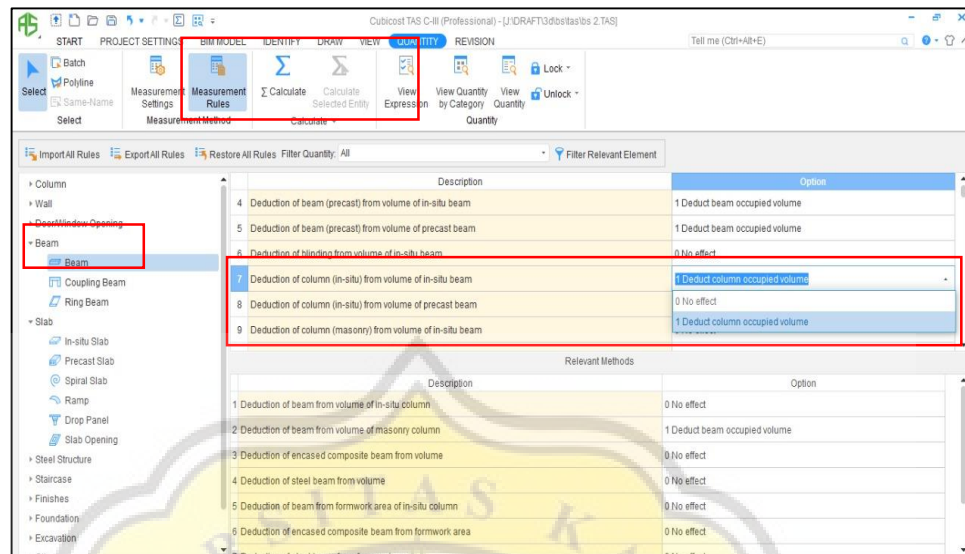 Cubicost TAS C-III (Professional) - [J:\DRAFT\3d\bs\tas\bs 2.TAS]
START PROJECT SETTINGS BIM MODEL IDENTIFY DRAW VIEW QUANTITY REVISION Tell me (Ctrl+Alt+E)
Batch
Polyline
Same-Name
Select
Select
Measurement Settings
Measurement Rules
Measurement Method
Σ Calculate
Calculate Selected Entity
Calculate
View Expression
View Quantity by Category
View Quantity
Lock
Unlock
Quantity
Import All Rules Export All Rules Restore All Rules Filter Quantity: All Filter Relevant Element
Column
Wall
Door/Window Opening
Beam
Beam
Coupling Beam
Ring Beam
Slab
In-situ Slab
Precast Slab
Spiral Slab
Ramp
Drop Panel
Slab Opening
Steel Structure
Staircase
Finishes
Foundation
Excavation
Description Option
4 Deduction of beam (precast) from volume of in-situ beam 1 Deduct beam occupied volume
5 Deduction of beam (precast) from volume of precast beam 1 Deduct beam occupied volume
6 Deduction of blinding from volume of in-situ beam 0 No effect
7 Deduction of column (in-situ) from volume of in-situ beam 1 Deduct column occupied volume
8 Deduction of column (in-situ) from volume of precast beam 0 No effect
9 Deduction of column (masonry) from volume of in-situ beam 1 Deduct column occupied volume
Relevant Methods
Description Option
1 Deduction of beam from volume of in-situ column 0 No effect
2 Deduction of beam from volume of masonry column 1 Deduct beam occupied volume
3 Deduction of encased composite beam from volume 0 No effect
4 Deduction of steel beam from volume 0 No effect
5 Deduction of beam from formwork area of in-situ column 0 No effect
6 Deduction of encased composite beam from formwork area 0 No effect